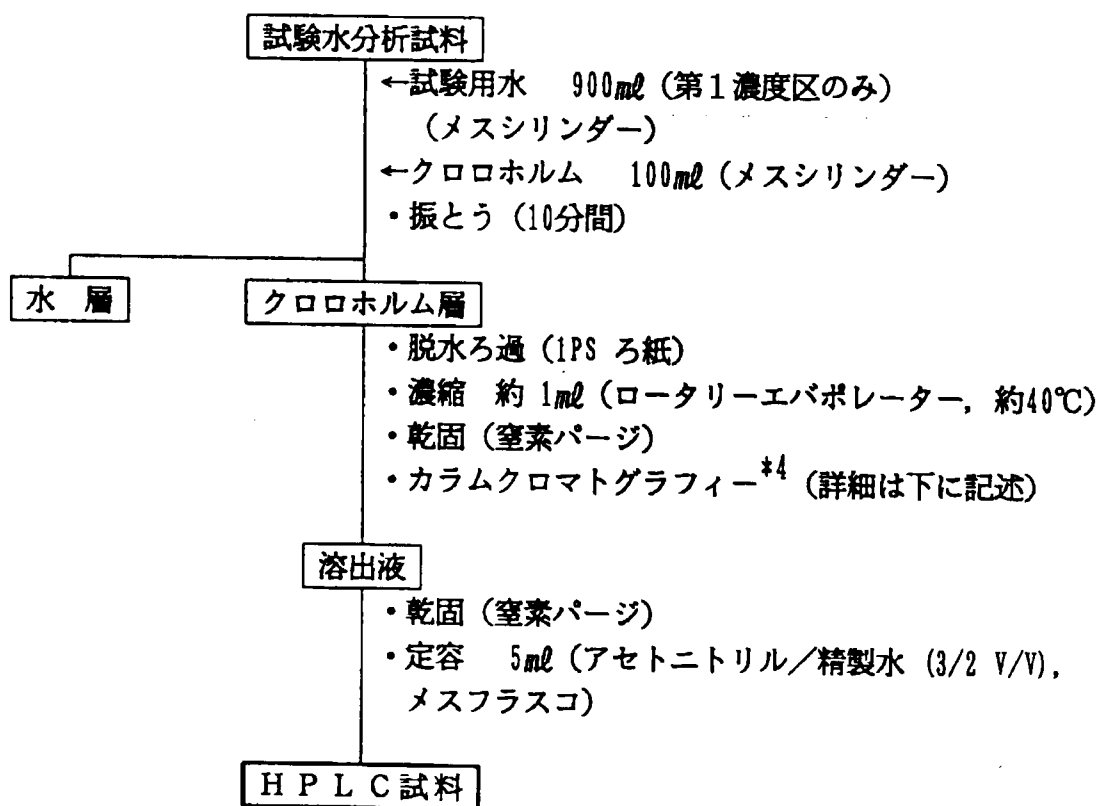 試験水分析試料
←試験用水 900mℓ (第1濃度区のみ)
(メスシリンダー)
←クロロホルム 100mℓ (メスシリンダー)
・振とう (10分間)
水 層
クロロホルム層
・脱水ろ過 (1PS ろ紙)
・濃縮 約 1mℓ (ロータリーエバポレーター, 約40℃)
・乾固 (窒素パージ)
・カラムクロマトグラフィー*4 (詳細は下に記述)
溶出液
・乾固 (窒素パージ)
・定容 5mℓ (アセトニトリル/精製水 (3/2 V/V),
メスフラスコ)
HPLC試料